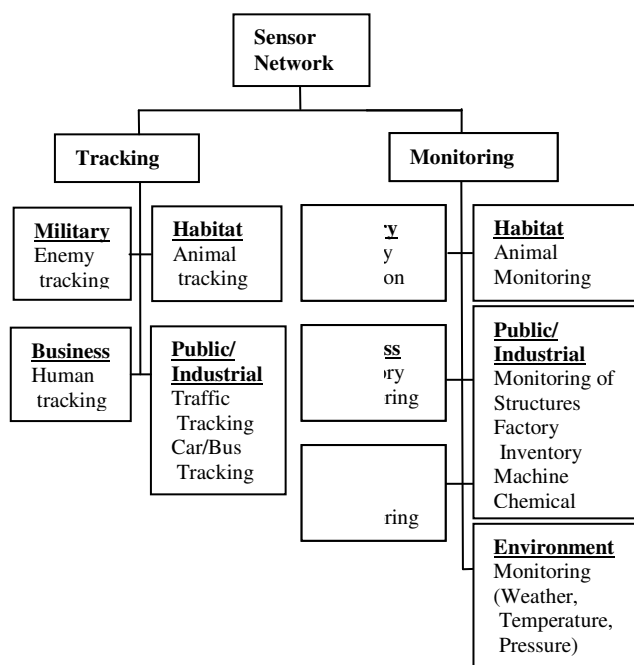 Sensor
Network
Tracking
Monitoring
Military
Enemy
tracking
Habitat
Animal
tracking
Business
Human
tracking
Public/
Industrial
Traffic
Tracking
Car/Bus
Tracking
ry
y
on
ss
ory
ring
ring
Habitat
Animal
Monitoring
Public/
Industrial
Monitoring of
Structures
Factory
Inventory
Machine
Chemical
Environment
Monitoring
(Weather,
Temperature,
Pressure)